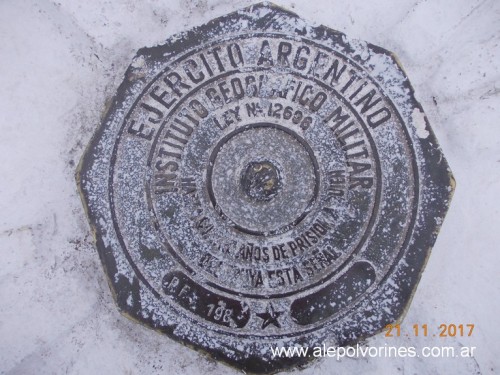 EJERCITO ARGENTINO
INSTITUTO GEOGRAFICO MILITAR
LEY Nº 12696
AÑOS DE PRISION A
ESTA SEÑAL
P.F. 198
21 11 2017
www.alepolvorines.com.ar